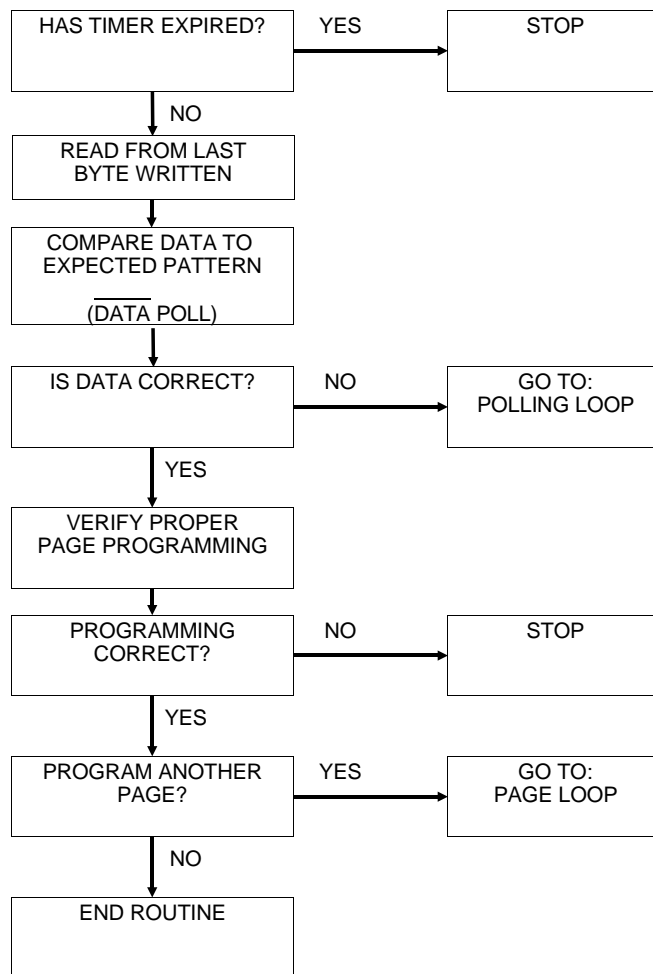 HAS TIMER EXPIRED?
YES
STOP
NO
READ FROM LAST
BYTE WRITTEN
COMPARE DATA TO
EXPECTED PATTERN
(D̅A̅T̅A̅ POLL)
IS DATA CORRECT?
NO
GO TO:
POLLING LOOP
YES
VERIFY PROPER
PAGE PROGRAMMING
PROGRAMMING
CORRECT?
NO
STOP
YES
PROGRAM ANOTHER
PAGE?
YES
GO TO:
PAGE LOOP
NO
END ROUTINE